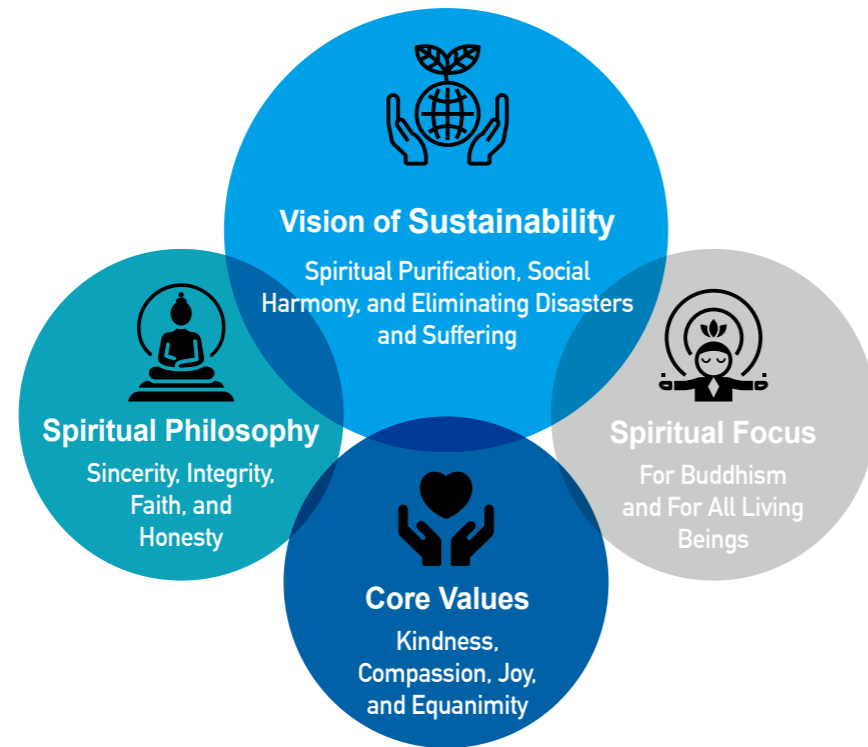 Vision of Sustainability
Spiritual Purification, Social
Harmony, and Eliminating Disasters
and Suffering
Spiritual Philosophy
Sincerity, Integrity,
Faith, and
Honesty
Spiritual Focus
For Buddhism
and For All Living
Beings
Core Values
Kindness,
Compassion, Joy,
and Equanimity